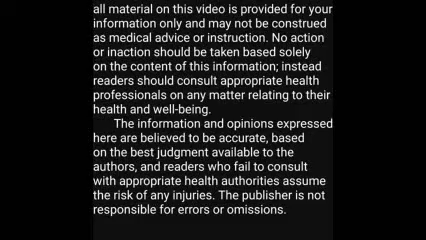 all material on this video is provided for your
information only and may not be construed
as medical advice or instruction. No action
or inaction should be taken based solely
on the content of this information; instead
readers should consult appropriate health
professionals on any matter relating to their
health and well-being.
The information and opinions expressed
here are believed to be accurate, based
on the best judgment available to the
authors, and readers who fail to consult
with appropriate health authorities assume
the risk of any injuries. The publisher is not
responsible for errors or omissions.